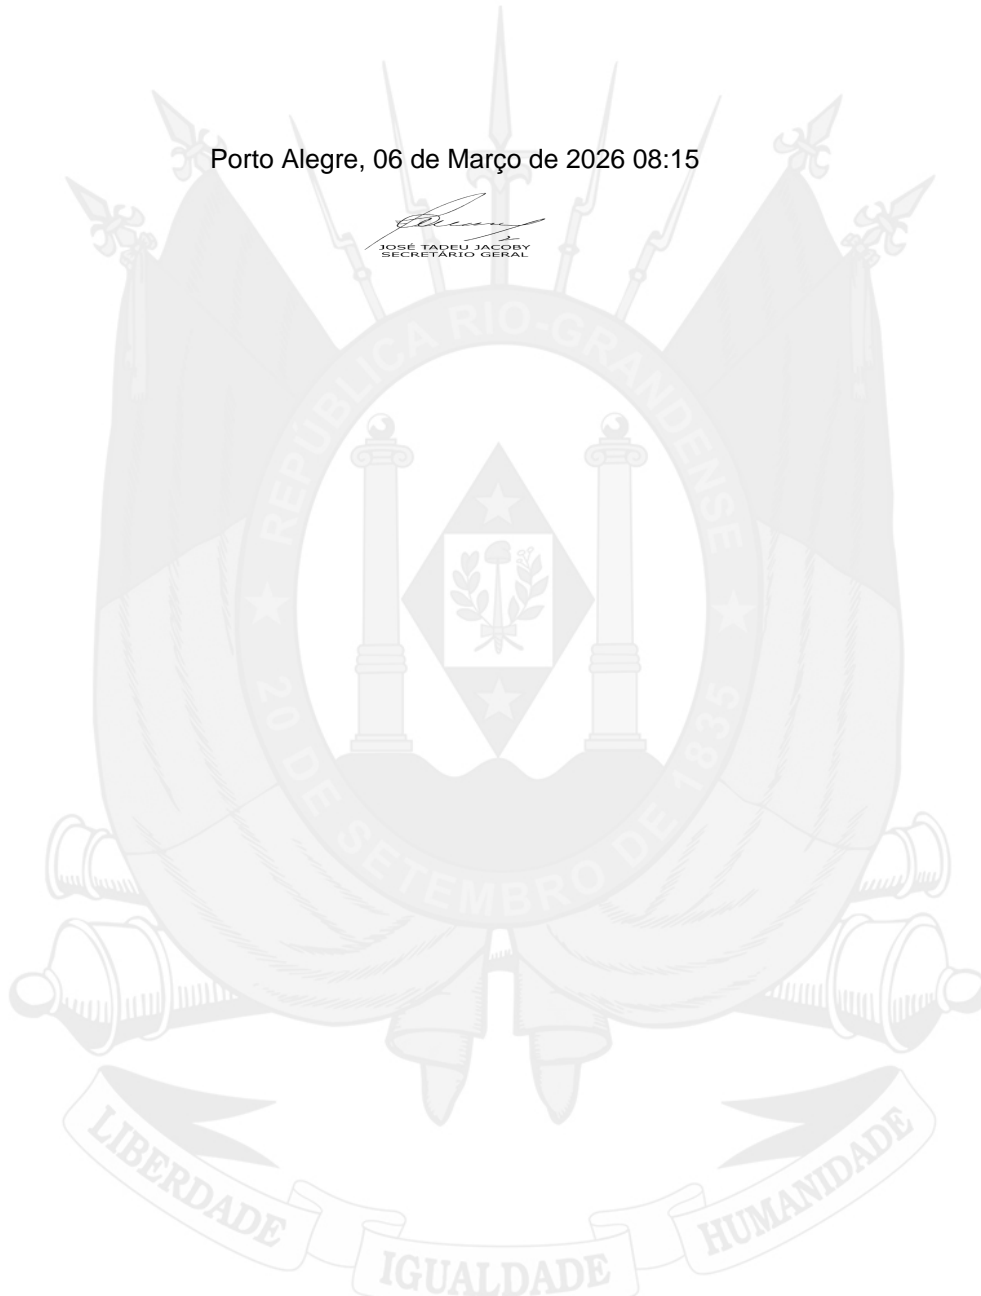 Porto Alegre, 06 de Março de 2026 08:15
JOSÉ TADEU JACOBY
SECRETÁRIO GERAL
REPÚBLICA RIO-GRANDENSE
20 DE SETEMBRO DE 1835
LIBERDADE
IGUALDADE
HUMANIDADE